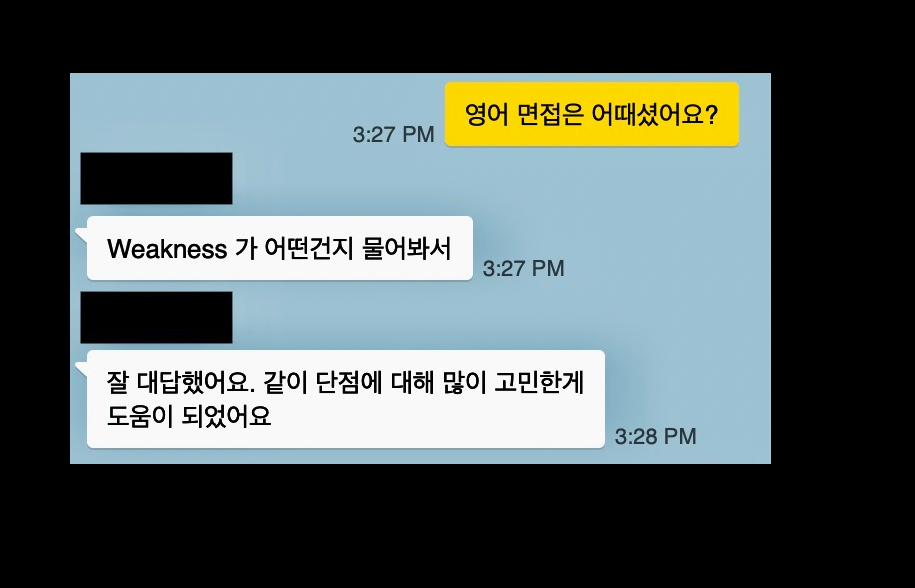 영어 면접은 어때셨어요?
3:27 PM
Weakness 가 어떤건지 물어봐서
3:27 PM
잘 대답했어요. 같이 단점에 대해 많이 고민한게
도움이 되었어요
3:28 PM